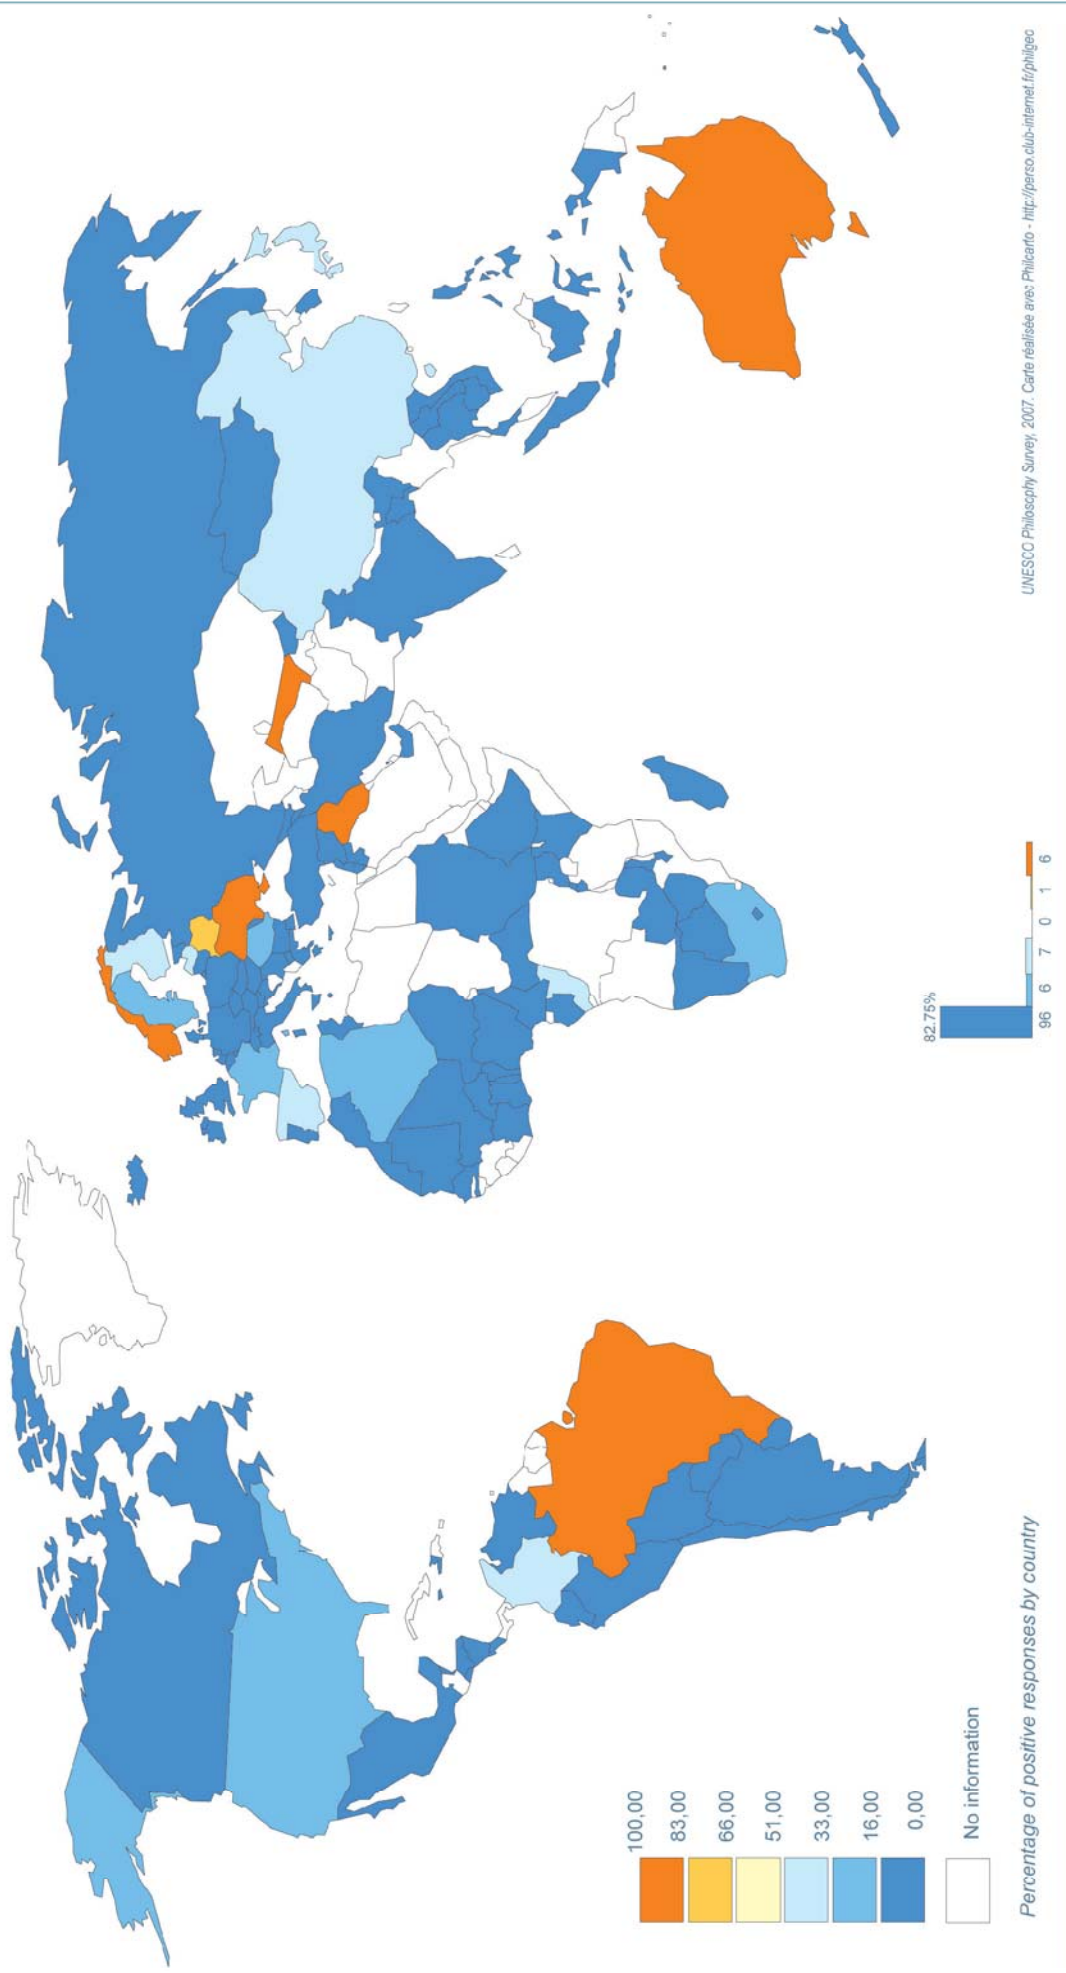 100,00
83,00
66,00
51,00
33,00
16,00
0,00
No information
Percentage of positive responses by country
82.75%
96 6 7 0 1 6
UNESCO Philosophy Survey, 2007. Carte réalisée avec Philcarto - http://perso.club-internet.fr/philgec